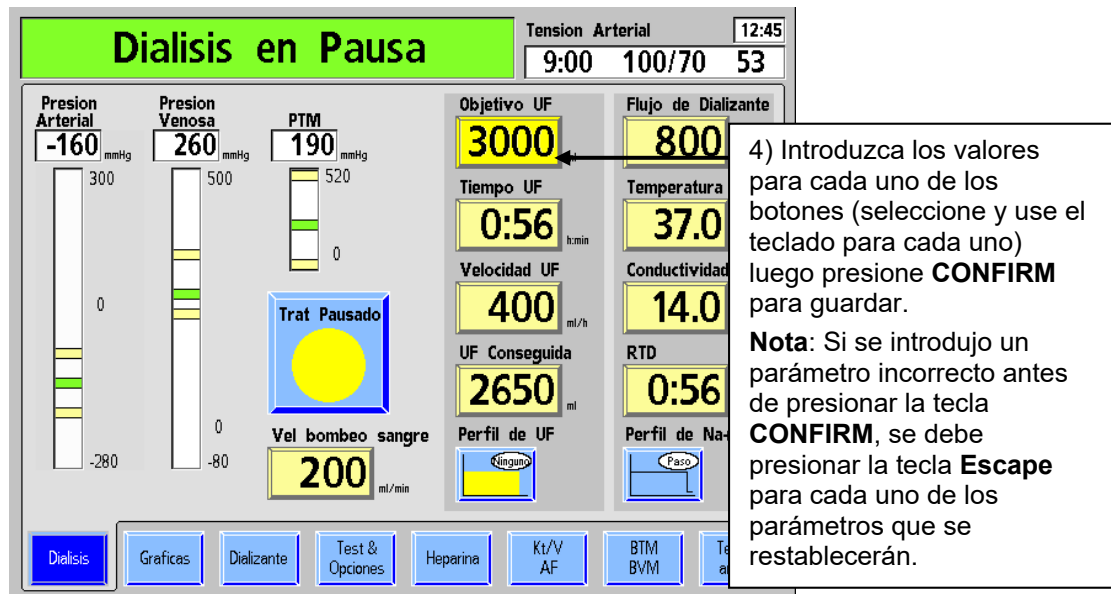 Dialisis en Pausa
Tension Arterial
12:45
9:00 100/70 53
Presion Arterial
-160 mmHg
300
0
-280
Presion Venosa
260 mmHg
500
0
-80
PTM
190 mmHg
520
0
Trat Pausado
Vel bombeo sangre
200 ml/min
Objetivo UF
3000
Tiempo UF
0:56 h:min
Velocidad UF
400 ml/h
UF Conseguida
2650 ml
Perfil de UF
Ninguno
Flujo de Dializante
800
Temperatura
37.0
Conductividad
14.0
RTD
0:56
Perfil de Na+
Paso
4) Introduzca los valores
para cada uno de los
botones (seleccione y use el
teclado para cada uno)
luego presione CONFIRM
para guardar.
Nota: Si se introdujo un
parámetro incorrecto antes
de presionar la tecla
CONFIRM, se debe
presionar la tecla Escape
para cada uno de los
parámetros que se
restablecerán.
Dialisis
Graficas
Dializante
Test &
Opciones
Heparina
Kt/V
AF
BTM
BVM